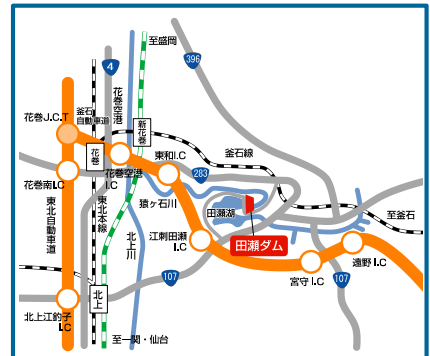 至盛岡
4
396
花巻J.C.T
釜石
自動車道
花巻空港
新花巻
花巻
花巻空港
I.C
東和I.C
283
釜石線
花巻南I.C
東北自動車道
東北本線
北上川
猿ヶ石川
田瀬湖
至釜石
江刺田瀬
I.C
田瀬ダム
遠野I.C
宮守I.C
107
107
北上
北上江釣子
I.C
至一関・仙台